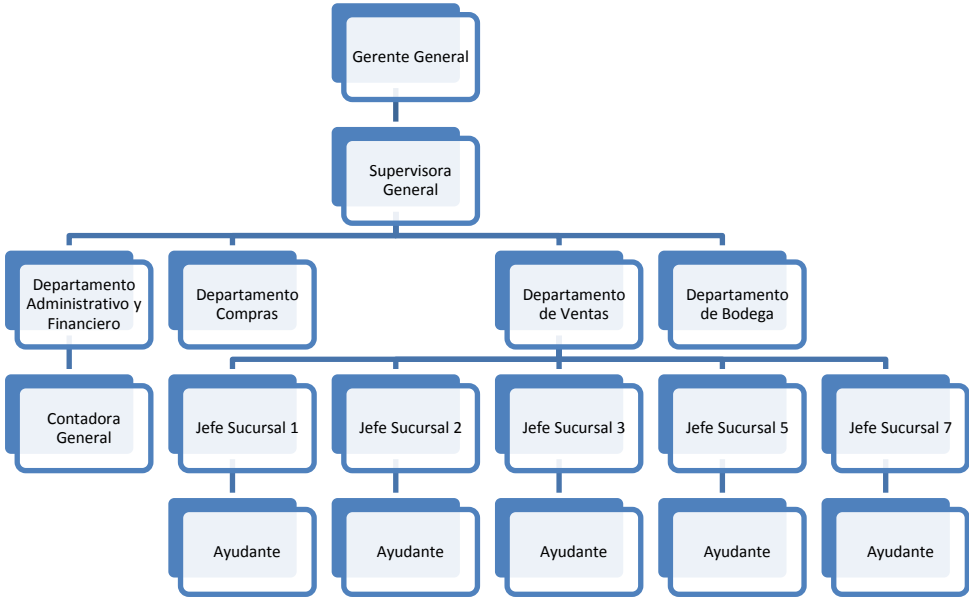 Gerente General
Supervisora
General
Departamento
Administrativo y
Financiero
Departamento
Compras
Departamento
de Ventas
Departamento
de Bodega
Contadora
General
Jefe Sucursal 1
Jefe Sucursal 2
Jefe Sucursal 3
Jefe Sucursal 5
Jefe Sucursal 7
Ayudante
Ayudante
Ayudante
Ayudante
Ayudante